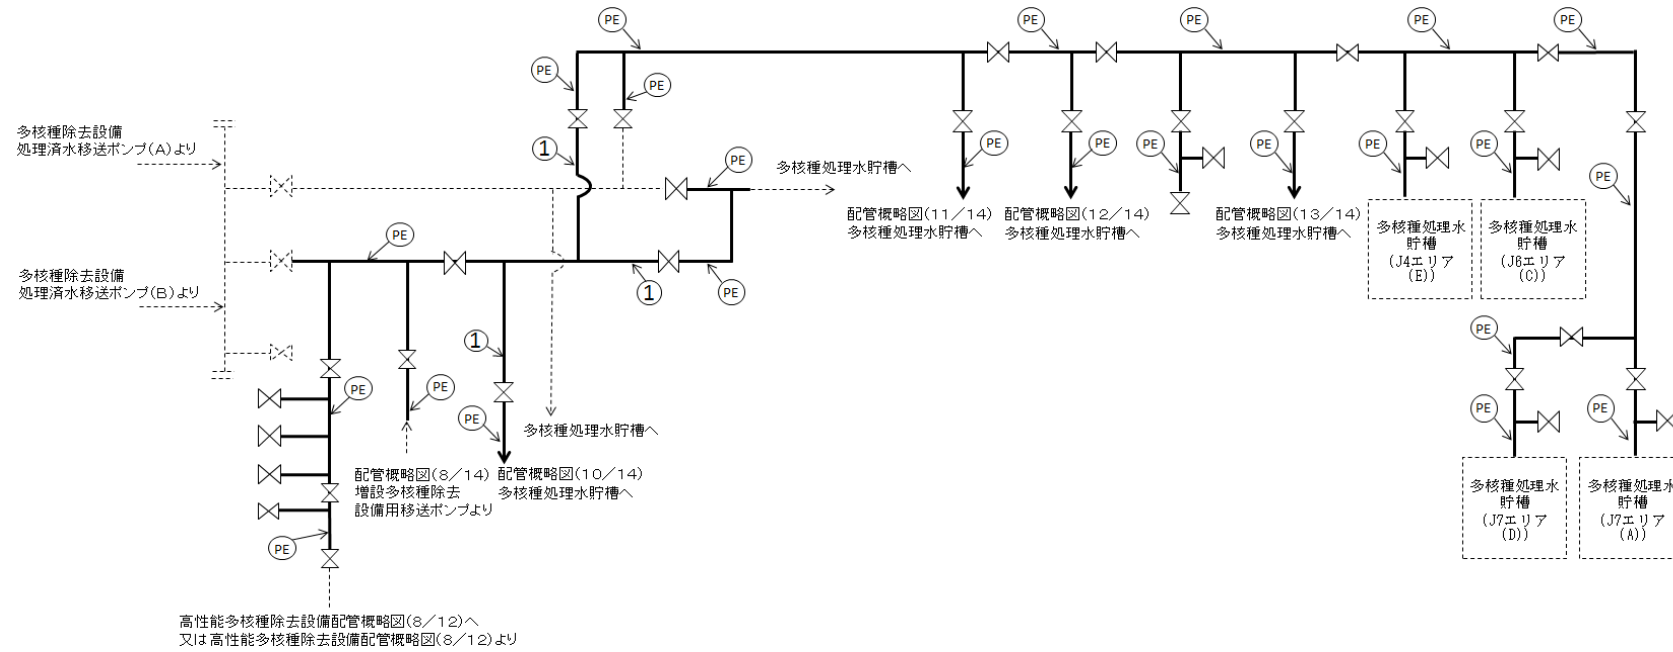 PE
PE
PE
PE
PE
PE
PE
多核種除去設備
処理済水移送ポンプ(A)より
①
PE
PE
PE
PE
PE
PE
PE
PE
多核種処理水貯槽へ
PE
配管概略図(11／14)
多核種処理水貯槽へ
配管概略図(12／14)
多核種処理水貯槽へ
配管概略図(13／14)
多核種処理水貯槽へ
多核種処理水
貯槽
(J4エリア
(E))
多核種処理水
貯槽
(J6エリア
(C))
PE
多核種除去設備
処理済水移送ポンプ(B)より
①
PE
①
PE
PE
PE
PE
PE
PE
多核種処理水貯槽へ
配管概略図(8／14)
増設多核種除去
設備用移送ポンプより
配管概略図(10／14)
多核種処理水貯槽へ
多核種処理水
貯槽
(J7エリア
(D))
多核種処理水
貯槽
(J7エリア
(A))
PE
高性能多核種除去設備配管概略図(8／12)へ
又は高性能多核種除去設備配管概略図(8／12)より